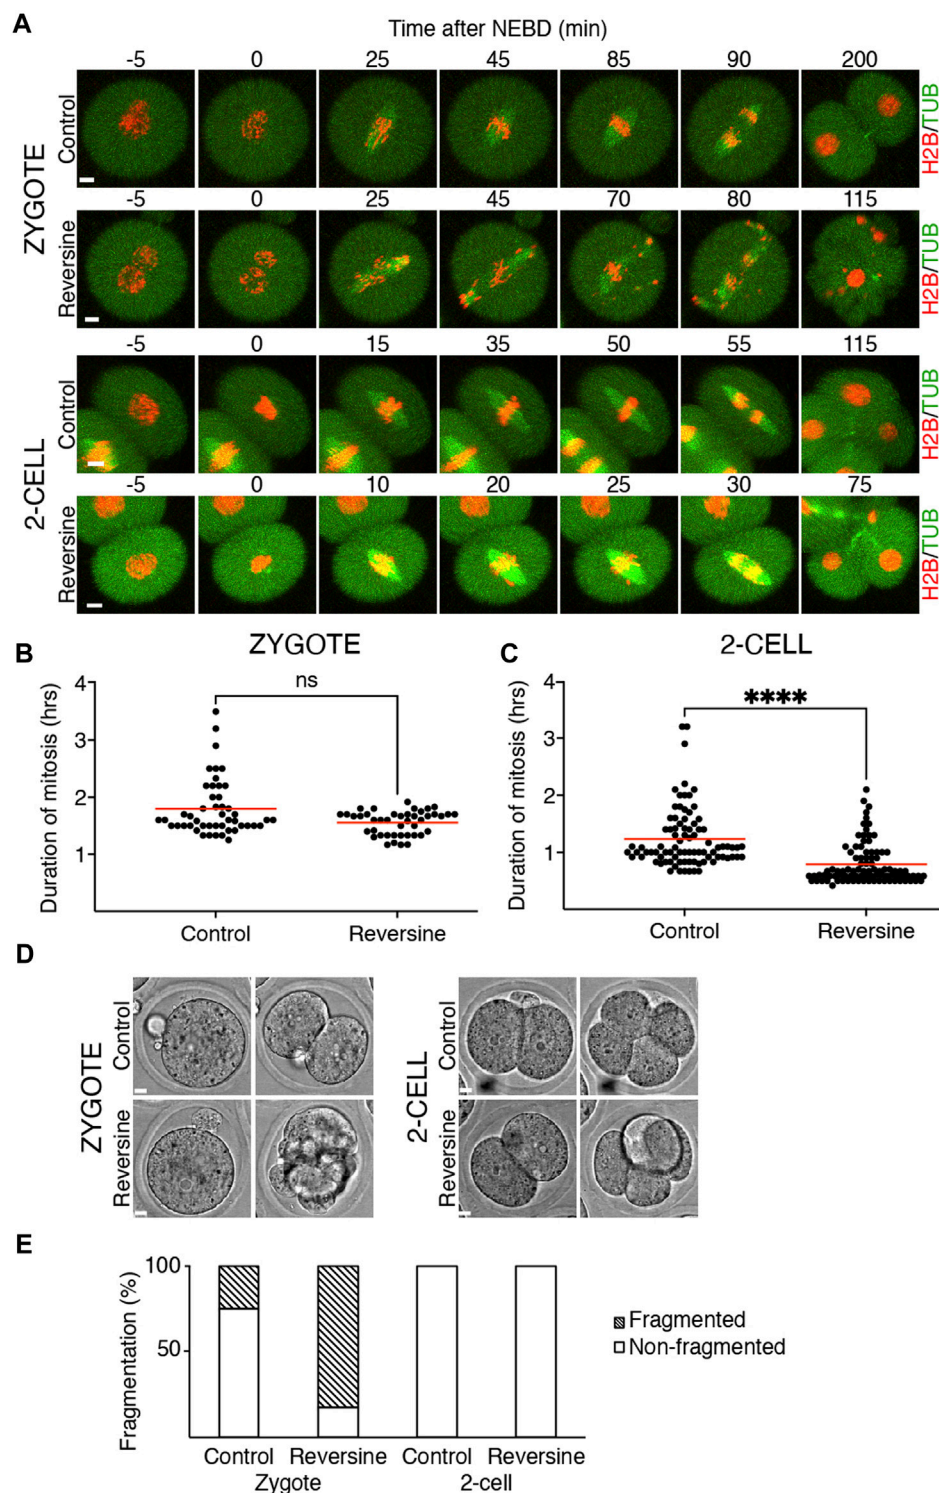 A
Time after NEBD (min)
-5 0 25 45 85 90 200
ZYGOTE
Control
H2B/TUB
-5 0 25 45 70 80 115
Reversine
H2B/TUB
-5 0 15 35 50 55 115
2-CELL
Control
H2B/TUB
-5 0 10 20 25 30 75
Reversine
H2B/TUB
B
ZYGOTE
ns
Duration of mitosis (hrs)
4
3
2
1
Control Reversine
C
2-CELL
****
Duration of mitosis (hrs)
4
3
2
1
Control Reversine
D
ZYGOTE
Control
Reversine
2-CELL
Control
Reversine
E
Fragmentation (%)
100
50
Control Reversine Control Reversine
Zygote 2-cell
Fragmented
Non-fragmented